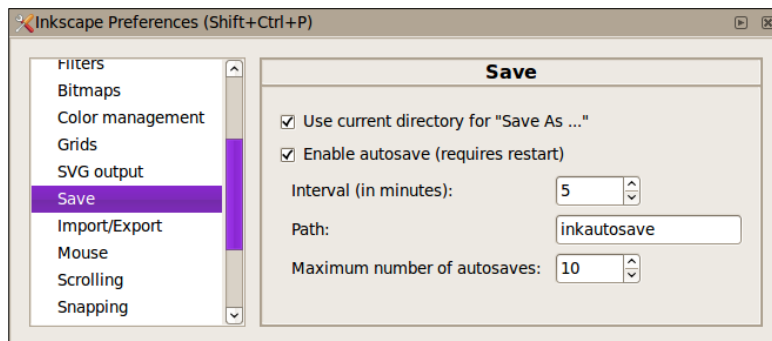 Inkscape Preferences (Shift+Ctrl+P)
Filters
Bitmaps
Color management
Grids
SVG output
Save
Import/Export
Mouse
Scrolling
Snapping
Save
Use current directory for "Save As ..."
Enable autosave (requires restart)
Interval (in minutes): 5
Path: inkautosave
Maximum number of autosaves: 10